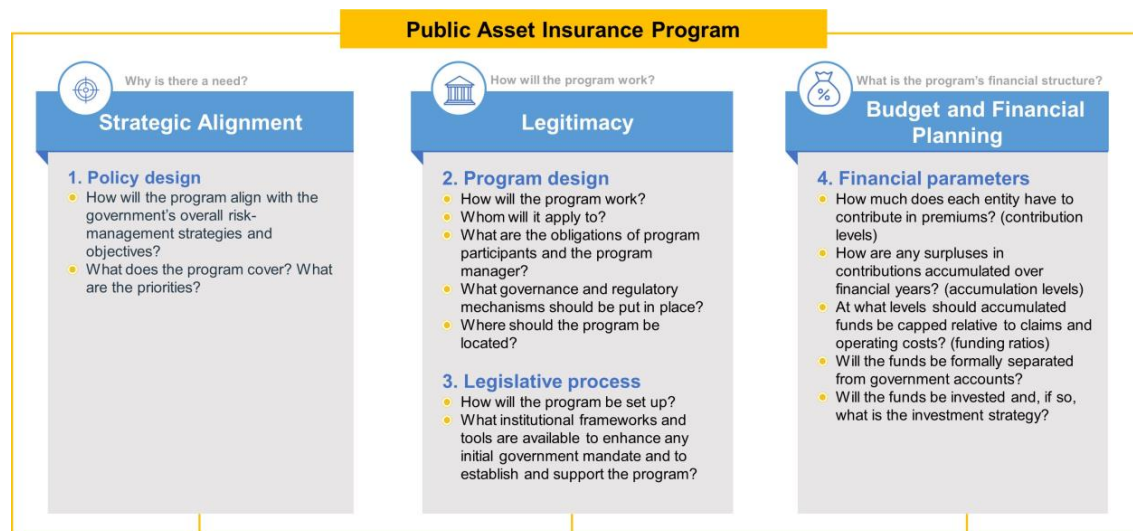 Public Asset Insurance Program
Why is there a need?
Strategic Alignment
1. Policy design
How will the program align with the
government's overall risk-
management strategies and
objectives?
What does the program cover? What
are the priorities?
How will the program work?
Legitimacy
2. Program design
How will the program work?
Whom will it apply to?
What are the obligations of program
participants and the program
manager?
What governance and regulatory
mechanisms should be put in place?
Where should the program be
located?
3. Legislative process
How will the program be set up?
What institutional frameworks and
tools are available to enhance any
initial government mandate and to
establish and support the program?
What is the program's financial structure?
%
Budget and Financial
Planning
4. Financial parameters
How much does each entity have to
contribute in premiums? (contribution
levels)
How are any surpluses in
contributions accumulated over
financial years? (accumulation levels)
At what levels should accumulated
funds be capped relative to claims and
operating costs? (funding ratios)
Will the funds be formally separated
from government accounts?
Will the funds be invested and, if so,
what is the investment strategy?